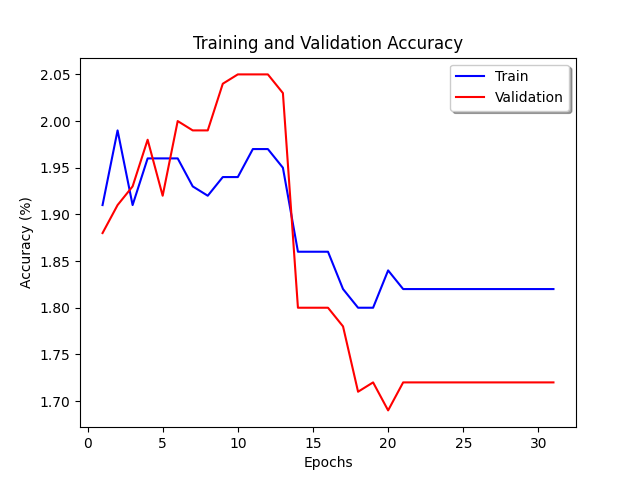 Training and Validation Accuracy
Train
Validation
Accuracy (%)
2.05
2.00
1.95
1.90
1.85
1.80
1.75
1.70
0 5 10 15 20 25 30
Epochs